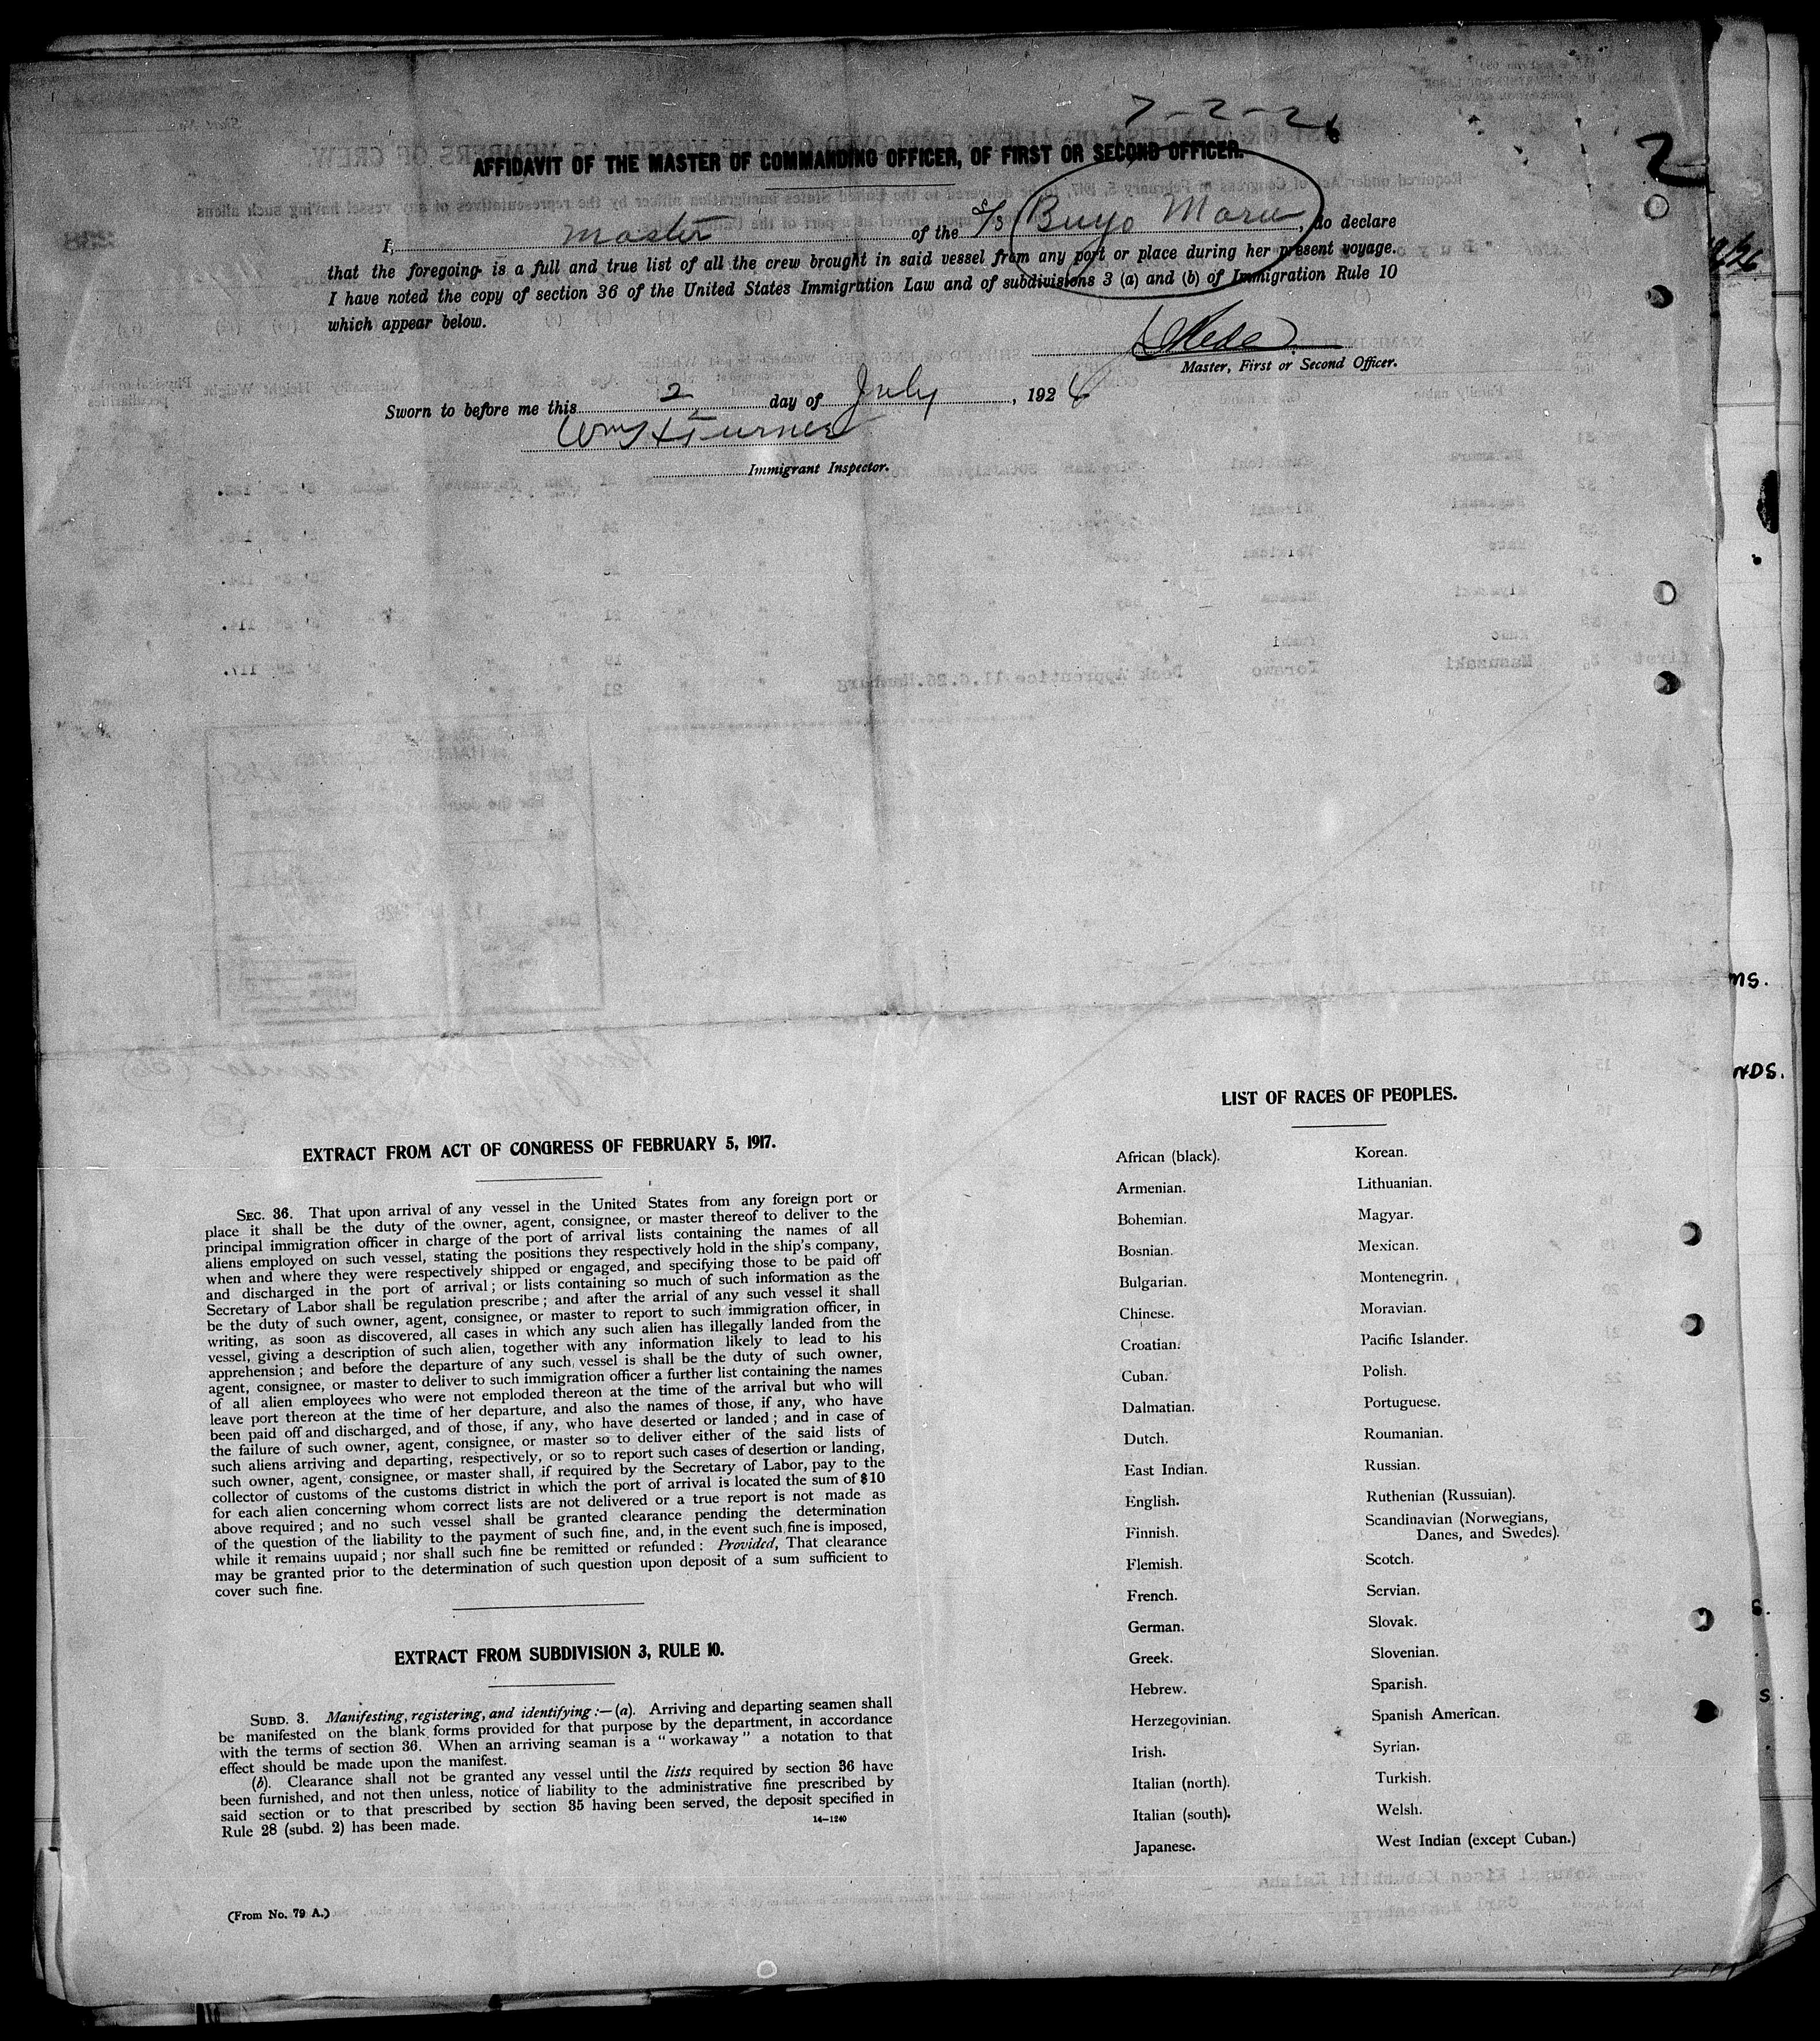 7-2-26
2
AFFIDAVIT OF THE MASTER OF COMMANDING OFFICER, OF FIRST OR SECOND OFFICER.
I, master of the S/S Buyo Maru, do declare
that the foregoing is a full and true list of all the crew brought in said vessel from any port or place during her present voyage.
I have noted the copy of section 36 of the United States Immigration Law and of subdivisions 3 (a) and (b) of Immigration Rule 10
which appear below.
Master, First or Second Officer.
Sworn to before me this 2 day of July, 1926
Wm H Turner
Immigrant Inspector.
EXTRACT FROM ACT OF CONGRESS OF FEBRUARY 5, 1917.
SEC. 36. That upon arrival of any vessel in the United States from any foreign port or
place it shall be the duty of the owner, agent, consignee, or master thereof to deliver to the
principal immigration officer in charge of the port of arrival lists containing the names of all
aliens employed on such vessel, stating the positions they respectively hold in the ship's company,
when and where they were respectively shipped or engaged, and specifying those to be paid off
and discharged in the port of arrival; or lists containing so much of such information as the
Secretary of Labor shall be regulation prescribe; and after the arrial of any such vessel it shall
be the duty of such owner, agent, consignee, or master to report to such immigration officer, in
writing, as soon as discovered, all cases in which any such alien has illegally landed from the
vessel, giving a description of such alien, together with any information likely to lead to his
apprehension; and before the departure of any such vessel is shall be the duty of such owner,
agent, consignee, or master to deliver to such immigration officer a further list containing the names
of all alien employees who were not emploded thereon at the time of the arrival but who will
leave port thereon at the time of her departure, and also the names of those, if any, who have
been paid off and discharged, and of those, if any, who have deserted or landed; and in case of
the failure of such owner, agent, consignee, or master so to deliver either of the said lists of
such aliens arriving and departing, respectively, or so to report such cases of desertion or landing,
such owner, agent, consignee, or master shall, if required by the Secretary of Labor, pay to the
collector of customs of the customs district in which the port of arrival is located the sum of $10
for each alien concerning whom correct lists are not delivered or a true report is not made as
above required; and no such vessel shall be granted clearance pending the determination
of the question of the liability to the payment of such fine, and, in the event such fine is imposed,
while it remains uupaid; nor shall such fine be remitted or refunded: Provided, That clearance
may be granted prior to the determination of such question upon deposit of a sum sufficient to
cover such fine.
EXTRACT FROM SUBDIVISION 3, RULE 10.
SUBD. 3. Manifesting, registering, and identifying:—(a). Arriving and departing seamen shall
be manifested on the blank forms provided for that purpose by the department, in accordance
with the terms of section 36. When an arriving seaman is a "workaway" a notation to that
effect should be made upon the manifest.
(b). Clearance shall not be granted any vessel until the lists required by section 36 have
been furnished, and not then unless, notice of liability to the administrative fine prescribed by
said section or to that prescribed by section 35 having been served, the deposit specified in
Rule 28 (subd. 2) has been made.
14—1240
(From No. 79 A.)
LIST OF RACES OF PEOPLES.
African (black).
Armenian.
Bohemian.
Bosnian.
Bulgarian.
Chinese.
Croatian.
Cuban.
Dalmatian.
Dutch.
East Indian.
English.
Finnish.
Flemish.
French.
German.
Greek.
Hebrew.
Herzegovinian.
Irish.
Italian (north).
Italian (south).
Japanese.
Korean.
Lithuanian.
Magyar.
Mexican.
Montenegrin.
Moravian.
Pacific Islander.
Polish.
Portuguese.
Roumanian.
Russian.
Ruthenian (Russuian).
Scandinavian (Norwegians,
Danes, and Swedes).
Scotch.
Servian.
Slovak.
Slovenian.
Spanish.
Spanish American.
Syrian.
Turkish.
Welsh.
West Indian (except Cuban.)